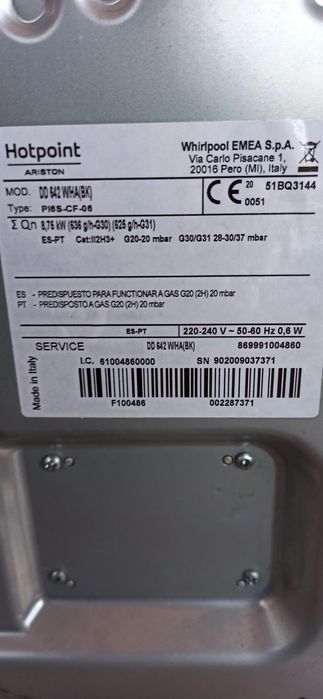 Hotpoint
ARISTON
Whirlpool EMEA S.p.A.
Via Carlo Pisacane 1,
20016 Pero (MI), Italy
MOD. DD 642 W/HA(BK)
Type: PI6S-CF-06
CE 20 0051 51BQ3144
Σ Qn 8,75 kW (636 g/h-G30) (625 g/h-G31)
ES-PT Cat:II2H3+ G20-20 mbar G30/G31 28-30/37 mbar
ES - PREDISPUESTO PARA FUNCIONAR A GAS G20 (2H) 20 mbar
PT - PREDISPOSTO A GAS G20 (2H) 20 mbar
ES-PT 220-240 V ~ 50-60 Hz 0,6 W
SERVICE DD 642 W/HA(BK) 869991004860
Made in Italy
I.C. 61004860000 SN 902009037371
F100486 002287371